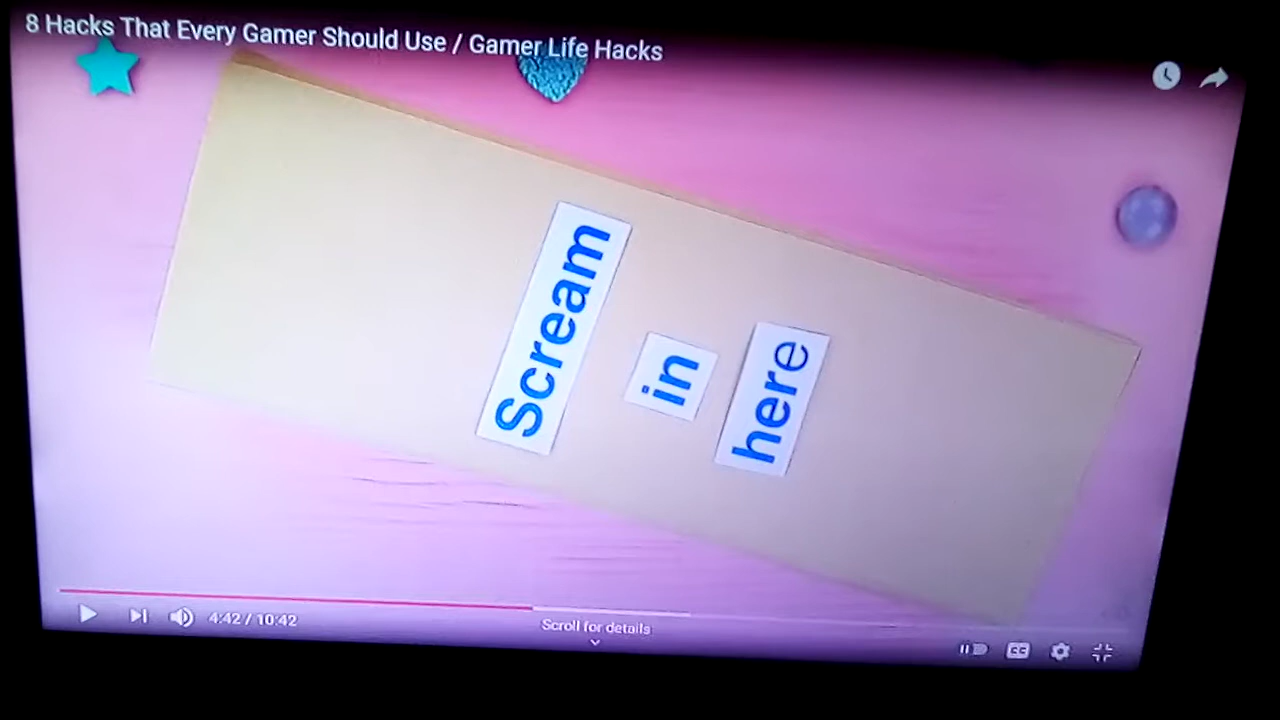 8 Hacks That Every Gamer Should Use / Gamer Life Hacks
Scream
in
here
4:42 / 10:42
Scroll for details
CC